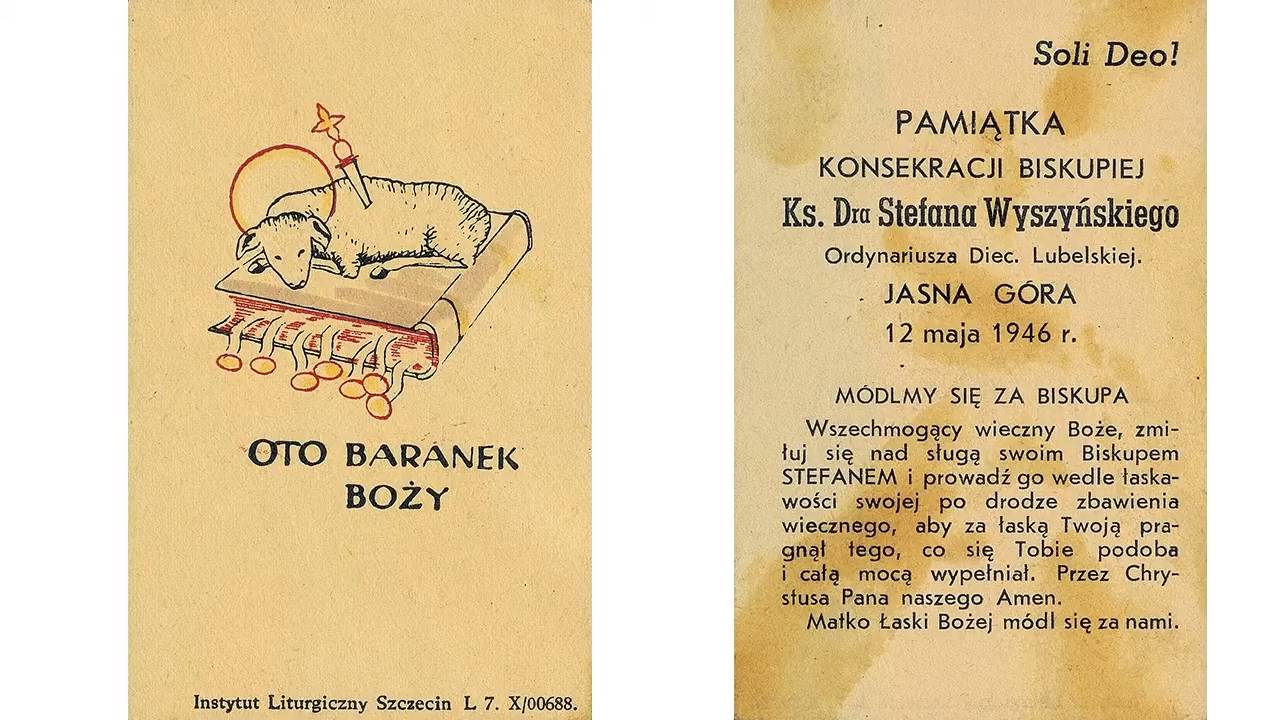 OTO BARANEK
BOŻY
Instytut Liturgiczny Szczecin L 7. X/00688.
Soli Deo!
PAMIĄTKA
KONSEKRACJI BISKUPIEJ
Ks. Dra Stefana Wyszyńskiego
Ordynariusza Diec. Lubelskiej.
JASNA GÓRA
12 maja 1946 r.
MÓDLMY SIĘ ZA BISKUPA
Wszechmogący wieczny Boże, zmi-
łuj się nad sługą swoim Biskupem
STEFANEM i prowadź go wedle łaska-
wości swojej po drodze zbawienia
wiecznego, aby za łaską Twoją pra-
gnął tego, co się Tobie podoba
i całą mocą wypełniał. Przez Chry-
stusa Pana naszego Amen.
Matko Łaski Bożej módl się za nami.